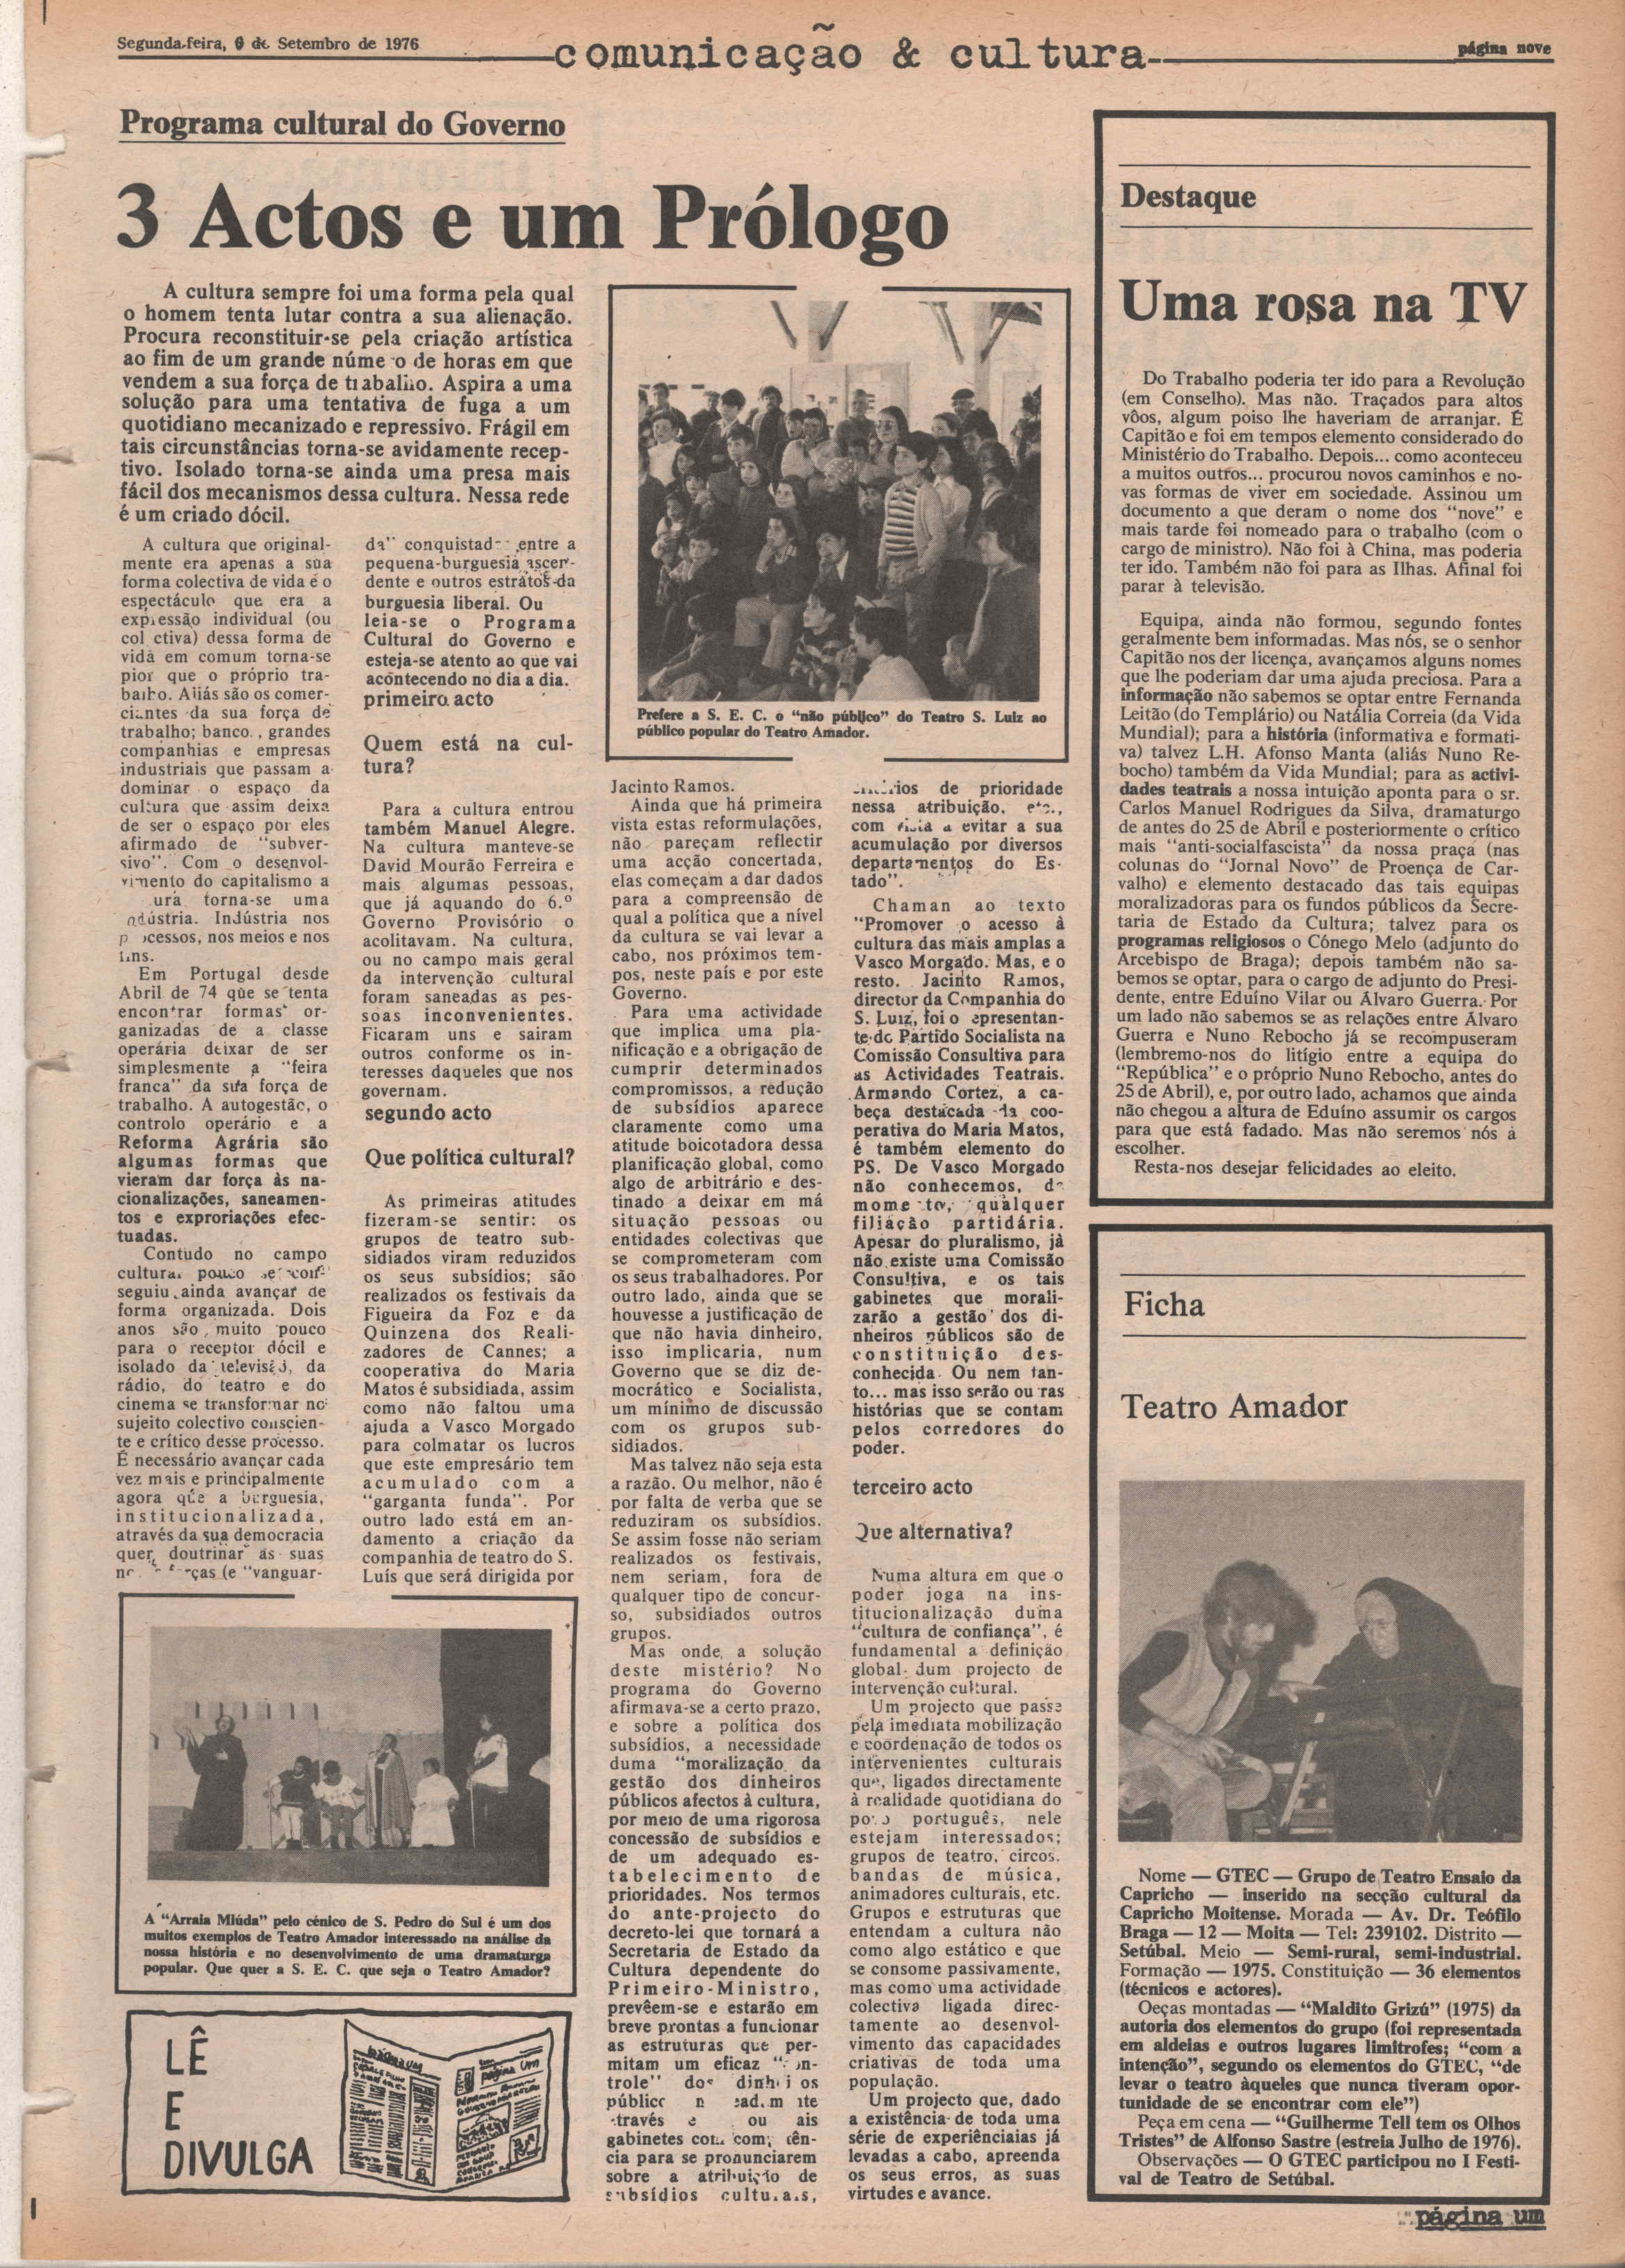 Segunda-feira, 6 de Setembro de 1976
comunicação & cultura
página nove
Programa cultural do Governo
3 Actos e um Prólogo
A cultura sempre foi uma forma pela qual
o homem tenta lutar contra a sua alienação.
Procura reconstituir-se pela criação artística
ao fim de um grande núme o de horas em que
vendem a sua força de trabalho. Aspira a uma
solução para uma tentativa de fuga a um
quotidiano mecanizado e repressivo. Frágil em
tais circunstâncias torna-se avidamente recep-
tivo. Isolado torna-se ainda uma presa mais
fácil dos mecanismos dessa cultura. Nessa rede
é um criado dócil.
A cultura que original-
mente era apenas a sua
forma colectiva de vida é o
espectáculo que era a
expressão individual (ou
col ctiva) dessa forma de
vida em comum torna-se
pior que o próprio tra-
balho. Aliás são os comer-
ciantes da sua força de
trabalho; banco, grandes
companhias e empresas
industriais que passam a
dominar o espaço da
cultura que assim deixa
de ser o espaço por eles
afirmado de "subver-
sivo". Com o desenvol-
vimento do capitalismo a
ura torna-se uma
indústria. Indústria nos
p ocessos, nos meios e nos
fins.
Em Portugal desde
Abril de 74 que se tenta
encontrar formas or-
ganizadas de a classe
operária deixar de ser
simplesmente a "feira
franca" da sua força de
trabalho. A autogestão, o
controlo operário e a
Reforma Agrária são
algumas formas que
vieram dar força às na-
cionalizações, saneamen-
tos e exproriações efec-
tuadas.
Contudo no campo
cultural pouco se con-
seguiu ainda avançar de
forma organizada. Dois
anos são muito pouco
para o receptor dócil e
isolado da televisão, da
rádio, do teatro e do
cinema se transformar no
sujeito colectivo conscien-
te e crítico desse processo.
É necessário avançar cada
vez mais e principalmente
agora que a burguesia,
institucionalizada,
através da sua democracia
quer doutrinar as suas
ças (e "vanguar-
da" conquistad entre a
pequena-burguesia ascen-
dente e outros estratos da
burguesia liberal. Ou
leia-se o Programa
Cultural do Governo e
esteja-se atento ao que vai
acontecendo no dia a dia.
primeiro acto
Quem está na cul-
tura?
Para a cultura entrou
também Manuel Alegre.
Na cultura manteve-se
David Mourão Ferreira e
mais algumas pessoas,
que já aquando do 6.º
Governo Provisório o
acolitavam. Na cultura,
ou no campo mais geral
da intervenção cultural
foram saneadas as pes-
soas inconvenientes.
Ficaram uns e sairam
outros conforme os in-
teresses daqueles que nos
governam.
segundo acto
Que política cultural?
As primeiras atitudes
fizeram-se sentir: os
grupos de teatro sub-
sidiados viram reduzidos
os seus subsídios; são
realizados os festivais da
Figueira da Foz e da
Quinzena dos Reali-
zadores de Cannes; a
cooperativa do Maria
Matos é subsidiada, assim
como não faltou uma
ajuda a Vasco Morgado
para colmatar os lucros
que este empresário tem
acumulado com a
"garganta funda". Por
outro lado está em an-
damento a criação da
companhia de teatro do S.
Luís que será dirigida por
A "Arraia Miúda" pelo cénico de S. Pedro do Sul é um dos
muitos exemplos de Teatro Amador interessado na análise da
nossa história e no desenvolvimento de uma dramaturga
popular. Que quer a S. E. C. que seja o Teatro Amador?
LÊ
E
DIVULGA
página Um
Prefere a S. E. C. o "não público" do Teatro S. Luiz ao
público popular do Teatro Amador.
Jacinto Ramos.
Ainda que há primeira
vista estas reformulações,
não pareçam reflectir
uma acção concertada,
elas começam a dar dados
para a compreensão de
qual a política que a nível
da cultura se vai levar a
cabo, nos próximos tem-
pos, neste país e por este
Governo.
Para uma actividade
que implica uma pla-
nificação e a obrigação de
cumprir determinados
compromissos, a redução
de subsídios aparece
claramente como uma
atitude boicotadora dessa
planificação global, como
algo de arbitrário e des-
tinado a deixar em má
situação pessoas ou
entidades colectivas que
se comprometeram com
os seus trabalhadores. Por
outro lado, ainda que se
houvesse a justificação de
que não havia dinheiro,
isso implicaria, num
Governo que se diz de-
mocrático e Socialista,
um mínimo de discussão
com os grupos sub-
sidiados.
Mas talvez não seja esta
a razão. Ou melhor, não é
por falta de verba que se
reduziram os subsídios.
Se assim fosse não seriam
realizados os festivais,
nem seriam, fora de
qualquer tipo de concur-
so, subsidiados outros
grupos.
Mas onde, a solução
deste mistério? No
programa do Governo
afirmava-se a certo prazo,
e sobre a política dos
subsídios, a necessidade
duma "moralização da
gestão dos dinheiros
públicos afectos à cultura,
por meio de uma rigorosa
concessão de subsídios e
de um adequado es-
tabelecimento de
prioridades. Nos termos
do ante-projecto do
decreto-lei que tornará a
Secretaria de Estado da
Cultura dependente do
Primeiro-Ministro,
prevêem-se e estarão em
breve prontas a funcionar
as estruturas que per-
mitam um eficaz "con-
trole" dos dinheiros
público
através ou ais
gabinetes com com tên-
cia para se pronunciarem
sobre a atribuição de
subsídios culturais,
critérios de prioridade
nessa atribuição, etc.,
com vista a evitar a sua
acumulação por diversos
departamentos do Es-
tado".
Chaman ao texto
"Promover o acesso à
cultura das mais amplas a
Vasco Morgado. Mas, e o
resto. Jacinto Ramos,
director da Companhia do
S. Luiz, foi o apresentan-
te do Partido Socialista na
Comissão Consultiva para
as Actividades Teatrais.
Armando Cortez, a ca-
beça destacada da coo-
perativa do Maria Matos,
é também elemento do
PS. De Vasco Morgado
não conhecemos, de
momento, qualquer
filiação partidária.
Apesar do pluralismo, já
não existe uma Comissão
Consultiva, e os tais
gabinetes que morali-
zarão a gestão dos di-
nheiros públicos são de
constituição des-
conhecida. Ou nem tan-
to... mas isso serão outras
histórias que se contam
pelos corredores do
poder.
terceiro acto
Que alternativa?
Numa altura em que o
poder joga na ins-
titucionalização duma
"cultura de confiança", é
fundamental a definição
global dum projecto de
intervenção cultural.
Um projecto que passe
pela imediata mobilização
e coordenação de todos os
intervenientes culturais
que, ligados directamente
à realidade quotidiana do
povo português, nele
estejam interessados;
grupos de teatro, circos,
bandas de música,
animadores culturais, etc.
Grupos e estruturas que
entendam a cultura não
como algo estático e que
se consome passivamente,
mas como uma actividade
colectiva ligada direc-
tamente ao desenvol-
vimento das capacidades
criativas de toda uma
população.
Um projecto que, dado
a existência de toda uma
série de experiênciaias já
levadas a cabo, apreenda
os seus erros, as suas
virtudes e avance.
Destaque
Uma rosa na TV
Do Trabalho poderia ter ido para a Revolução
(em Conselho). Mas não. Traçados para altos
vôos, algum poiso lhe haveriam de arranjar. É
Capitão e foi em tempos elemento considerado do
Ministério do Trabalho. Depois... como aconteceu
a muitos outros... procurou novos caminhos e no-
vas formas de viver em sociedade. Assinou um
documento a que deram o nome dos "nove" e
mais tarde foi nomeado para o trabalho (com o
cargo de ministro). Não foi à China, mas poderia
ter ido. Também não foi para as Ilhas. Afinal foi
parar à televisão.
Equipa, ainda não formou, segundo fontes
geralmente bem informadas. Mas nós, se o senhor
Capitão nos der licença, avançamos alguns nomes
que lhe poderiam dar uma ajuda preciosa. Para a
informação não sabemos se optar entre Fernanda
Leitão (do Templário) ou Natália Correia (da Vida
Mundial); para a história (informativa e formati-
va) talvez L.H. Afonso Manta (aliás Nuno Re-
bocho) também da Vida Mundial; para as activi-
dades teatrais a nossa intuição aponta para o sr.
Carlos Manuel Rodrigues da Silva, dramaturgo
de antes do 25 de Abril e posteriormente o crítico
mais "anti-socialfascista" da nossa praça (nas
colunas do "Jornal Novo" de Proença de Car-
valho) e elemento destacado das tais equipas
moralizadoras para os fundos públicos da Secre-
taria de Estado da Cultura; talvez para os
programas religiosos o Cónego Melo (adjunto do
Arcebispo de Braga); depois também não sa-
bemos se optar, para o cargo de adjunto do Presi-
dente, entre Eduíno Vilar ou Álvaro Guerra. Por
um lado não sabemos se as relações entre Álvaro
Guerra e Nuno Rebocho já se recompuseram
(lembremo-nos do litígio entre a equipa do
"República" e o próprio Nuno Rebocho, antes do
25 de Abril), e, por outro lado, achamos que ainda
não chegou a altura de Eduíno assumir os cargos
para que está fadado. Mas não seremos nós a
escolher.
Resta-nos desejar felicidades ao eleito.
Ficha
Teatro Amador
Nome — GTEC — Grupo de Teatro Ensaio da
Capricho — inserido na secção cultural da
Capricho Moitense. Morada — Av. Dr. Teófilo
Braga — 12 — Moita — Tel: 239102. Distrito —
Setúbal. Meio — Semi-rural, semi-industrial.
Formação — 1975. Constituição — 36 elementos
(técnicos e actores).
Oeças montadas — "Maldito Grizú" (1975) da
autoria dos elementos do grupo (foi representada
em aldeias e outros lugares limítrofes; "com a
intenção", segundo os elementos do GTEC, "de
levar o teatro àqueles que nunca tiveram opor-
tunidade de se encontrar com ele")
Peça em cena — "Guilherme Tell tem os Olhos
Tristes" de Alfonso Sastre (estreia Julho de 1976).
Observações — O GTEC participou no I Festi-
val de Teatro de Setúbal.
página um